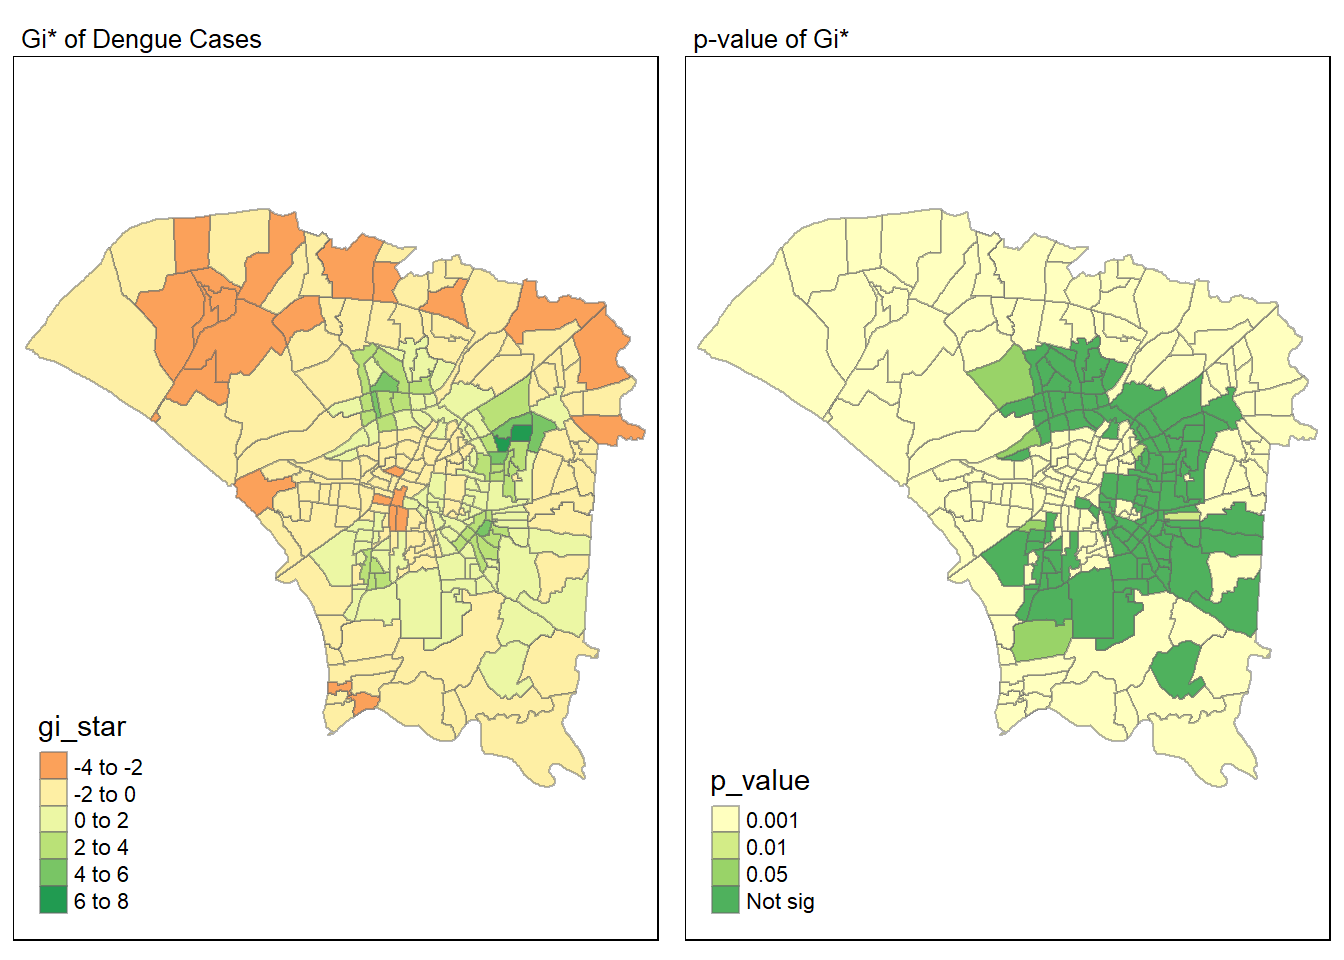 Gi* of Dengue Cases
p-value of Gi*
gi_star
-4 to -2
-2 to 0
0 to 2
2 to 4
4 to 6
6 to 8
p_value
0.001
0.01
0.05
Not sig